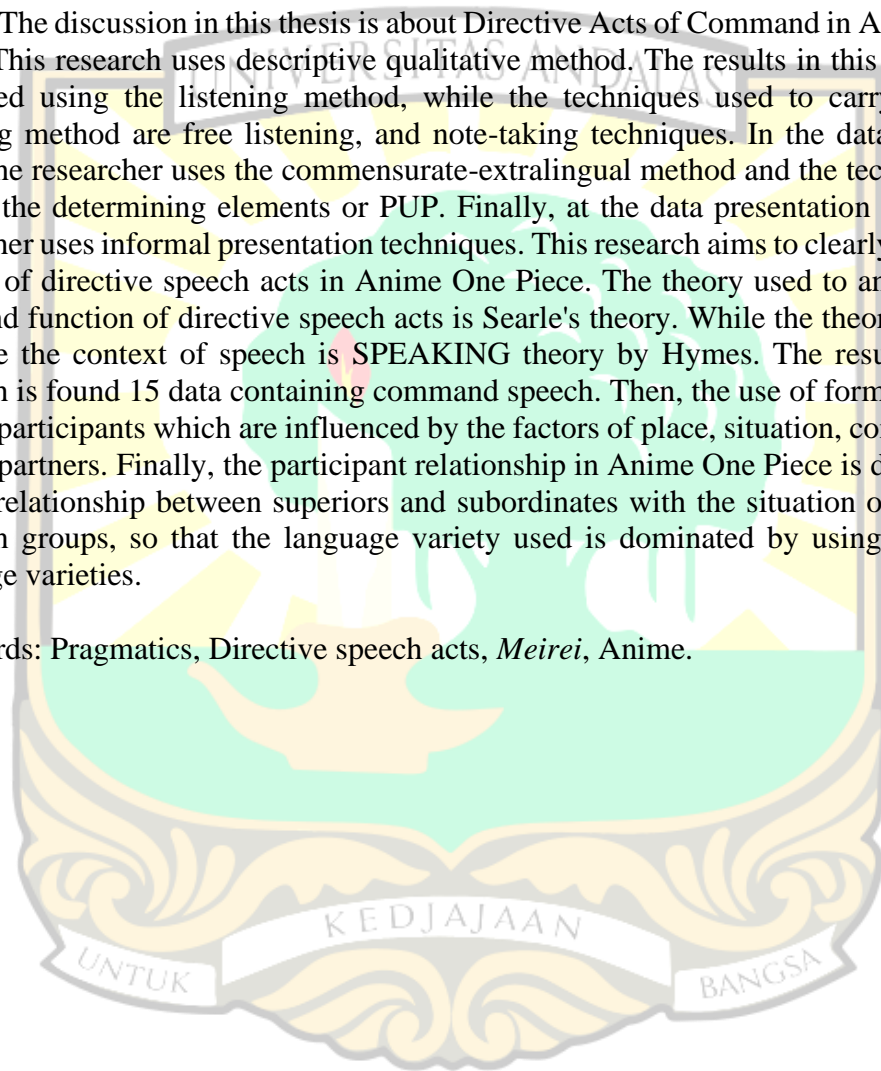 The discussion in this thesis is about Directive Acts of Command in A
This research uses descriptive qualitative method. The results in this
ed using the listening method, while the techniques used to carry
g method are free listening, and note-taking techniques. In the data
he researcher uses the commensurate-extralingual method and the tec
the determining elements or PUP. Finally, at the data presentation
her uses informal presentation techniques. This research aims to clearly
of directive speech acts in Anime One Piece. The theory used to an
nd function of directive speech acts is Searle's theory. While the theor
e the context of speech is SPEAKING theory by Hymes. The resu
h is found 15 data containing command speech. Then, the use of form
participants which are influenced by the factors of place, situation, co
partners. Finally, the participant relationship in Anime One Piece is d
relationship between superiors and subordinates with the situation o
n groups, so that the language variety used is dominated by using
ge varieties.
rds: Pragmatics, Directive speech acts, Meirei, Anime.
UNIVERSITAS ANDALAS
KEDJAJAAN
UNTUK
BANGSA